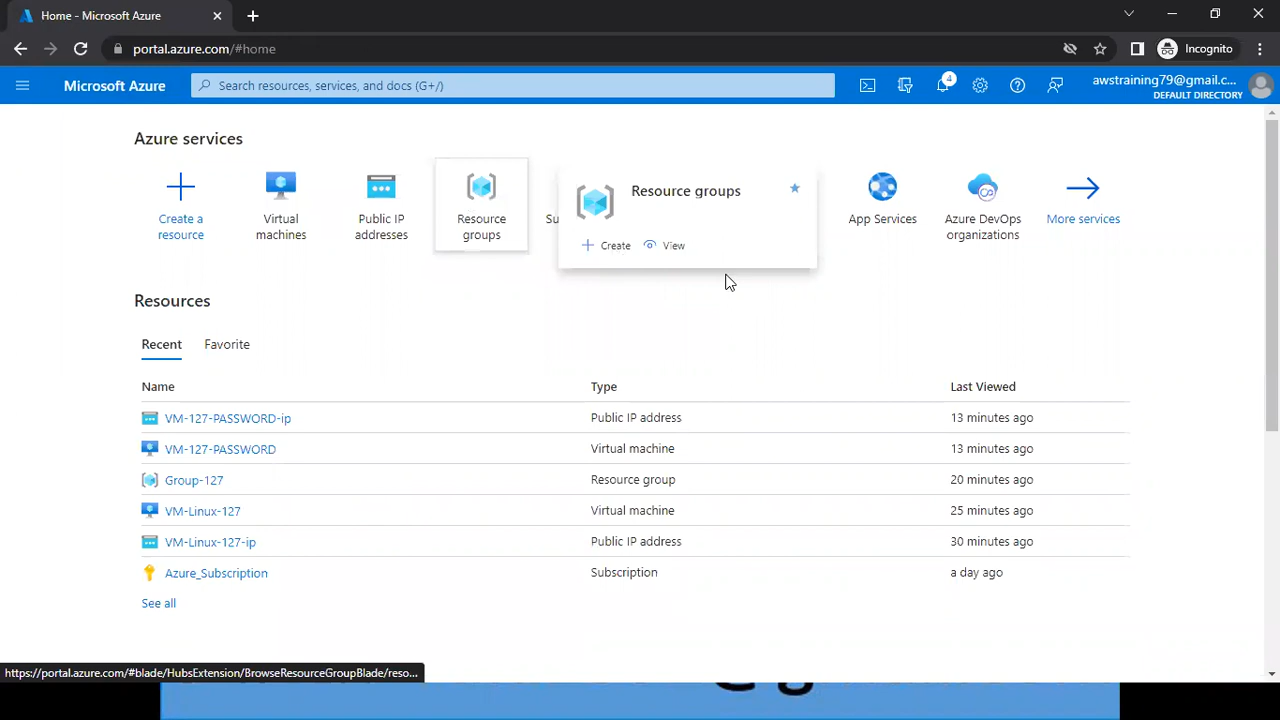 Home - Microsoft Azure
portal.azure.com/#home
Incognito
Microsoft Azure
Search resources, services, and docs (G+/)
4
awstraining79@gmail.c...
DEFAULT DIRECTORY
Azure services
Create a
resource
Virtual
machines
Public IP
addresses
Resource
groups
Su
Resource groups
Create
View
App Services
Azure DevOps
organizations
More services
Resources
Recent
Favorite
Name Type Last Viewed
VM-127-PASSWORD-ip Public IP address 13 minutes ago
VM-127-PASSWORD Virtual machine 13 minutes ago
Group-127 Resource group 20 minutes ago
VM-Linux-127 Virtual machine 25 minutes ago
VM-Linux-127-ip Public IP address 30 minutes ago
Azure_Subscription Subscription a day ago
See all
https://portal.azure.com/#blade/HubsExtension/BrowseResourceGroupBlade/reso...